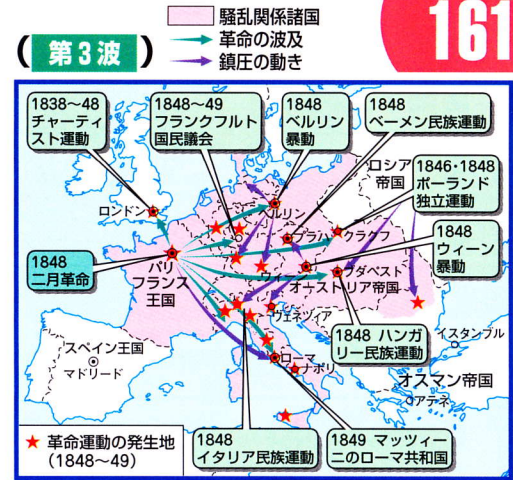 騒乱関係諸国
革命の波及
鎮圧の動き
161
(第3波)
1838〜48
チャーティ
スト運動
1848〜49
フランクフルト
国民議会
1848
ベルリン
暴動
1848
ベーメン民族運動
ロシア
帝国
1846・1848
ポーランド
独立運動
ロンドン
ベルリン
プラハ
クラクフ
1848
二月革命
パリ
フランス
王国
ウィーン
ブダペスト
オーストリア帝国
1848
ウィーン
暴動
ヴェネツィア
1848 ハンガ
リー民族運動
イスタンブル
スペイン王国
マドリード
ローマ
ナポリ
オスマン帝国
アテネ
★ 革命運動の発生地
(1848〜49)
1848
イタリア民族運動
1849 マッツィー
ニのローマ共和国